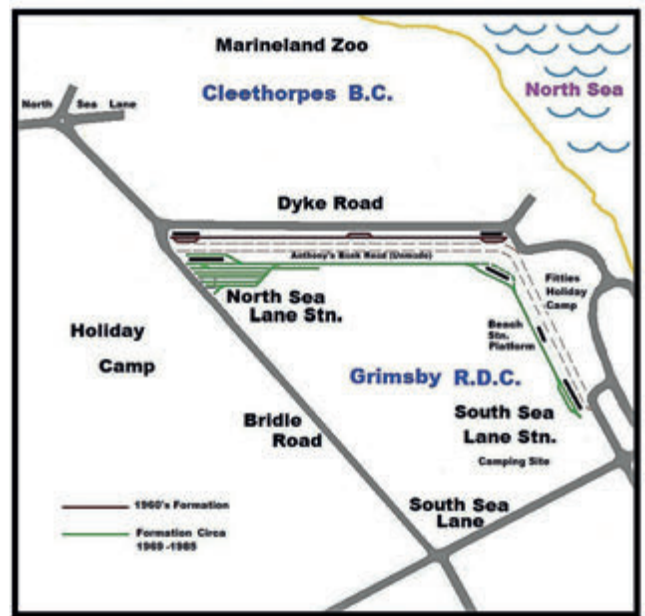 Marineland Zoo
Cleethorpes B.C.
North Sea
North Sea Lane
Dyke Road
Anthony's Bank Road (Unmade)
Fitties
Holiday
Camp
North Sea
Lane Stn.
Beach
Stn.
Platform
Holiday
Camp
Grimsby R.D.C.
Bridle
Road
South Sea
Lane Stn.
Camping Site
1960's Formation
Formation Circa
1969 -1985
South Sea
Lane